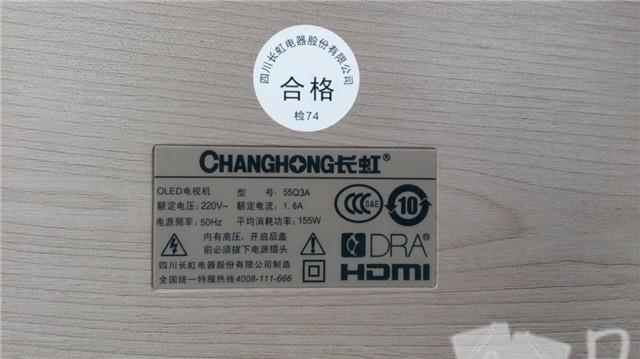 四川长虹电器股份有限公司
合格
检74
CHANGHONG长虹®
OLED电视机 型 号: 55Q3A
额定电压: 220V~ 额定电流: 1.6A
电源频率: 50Hz 平均消耗功率: 155W
CCC S&E
10
内有高压,开启后盖
前必须拔下电源插头
DRA®
HDMI
四川长虹电器股份有限公司制造
全国统一特服热线4008-111-666